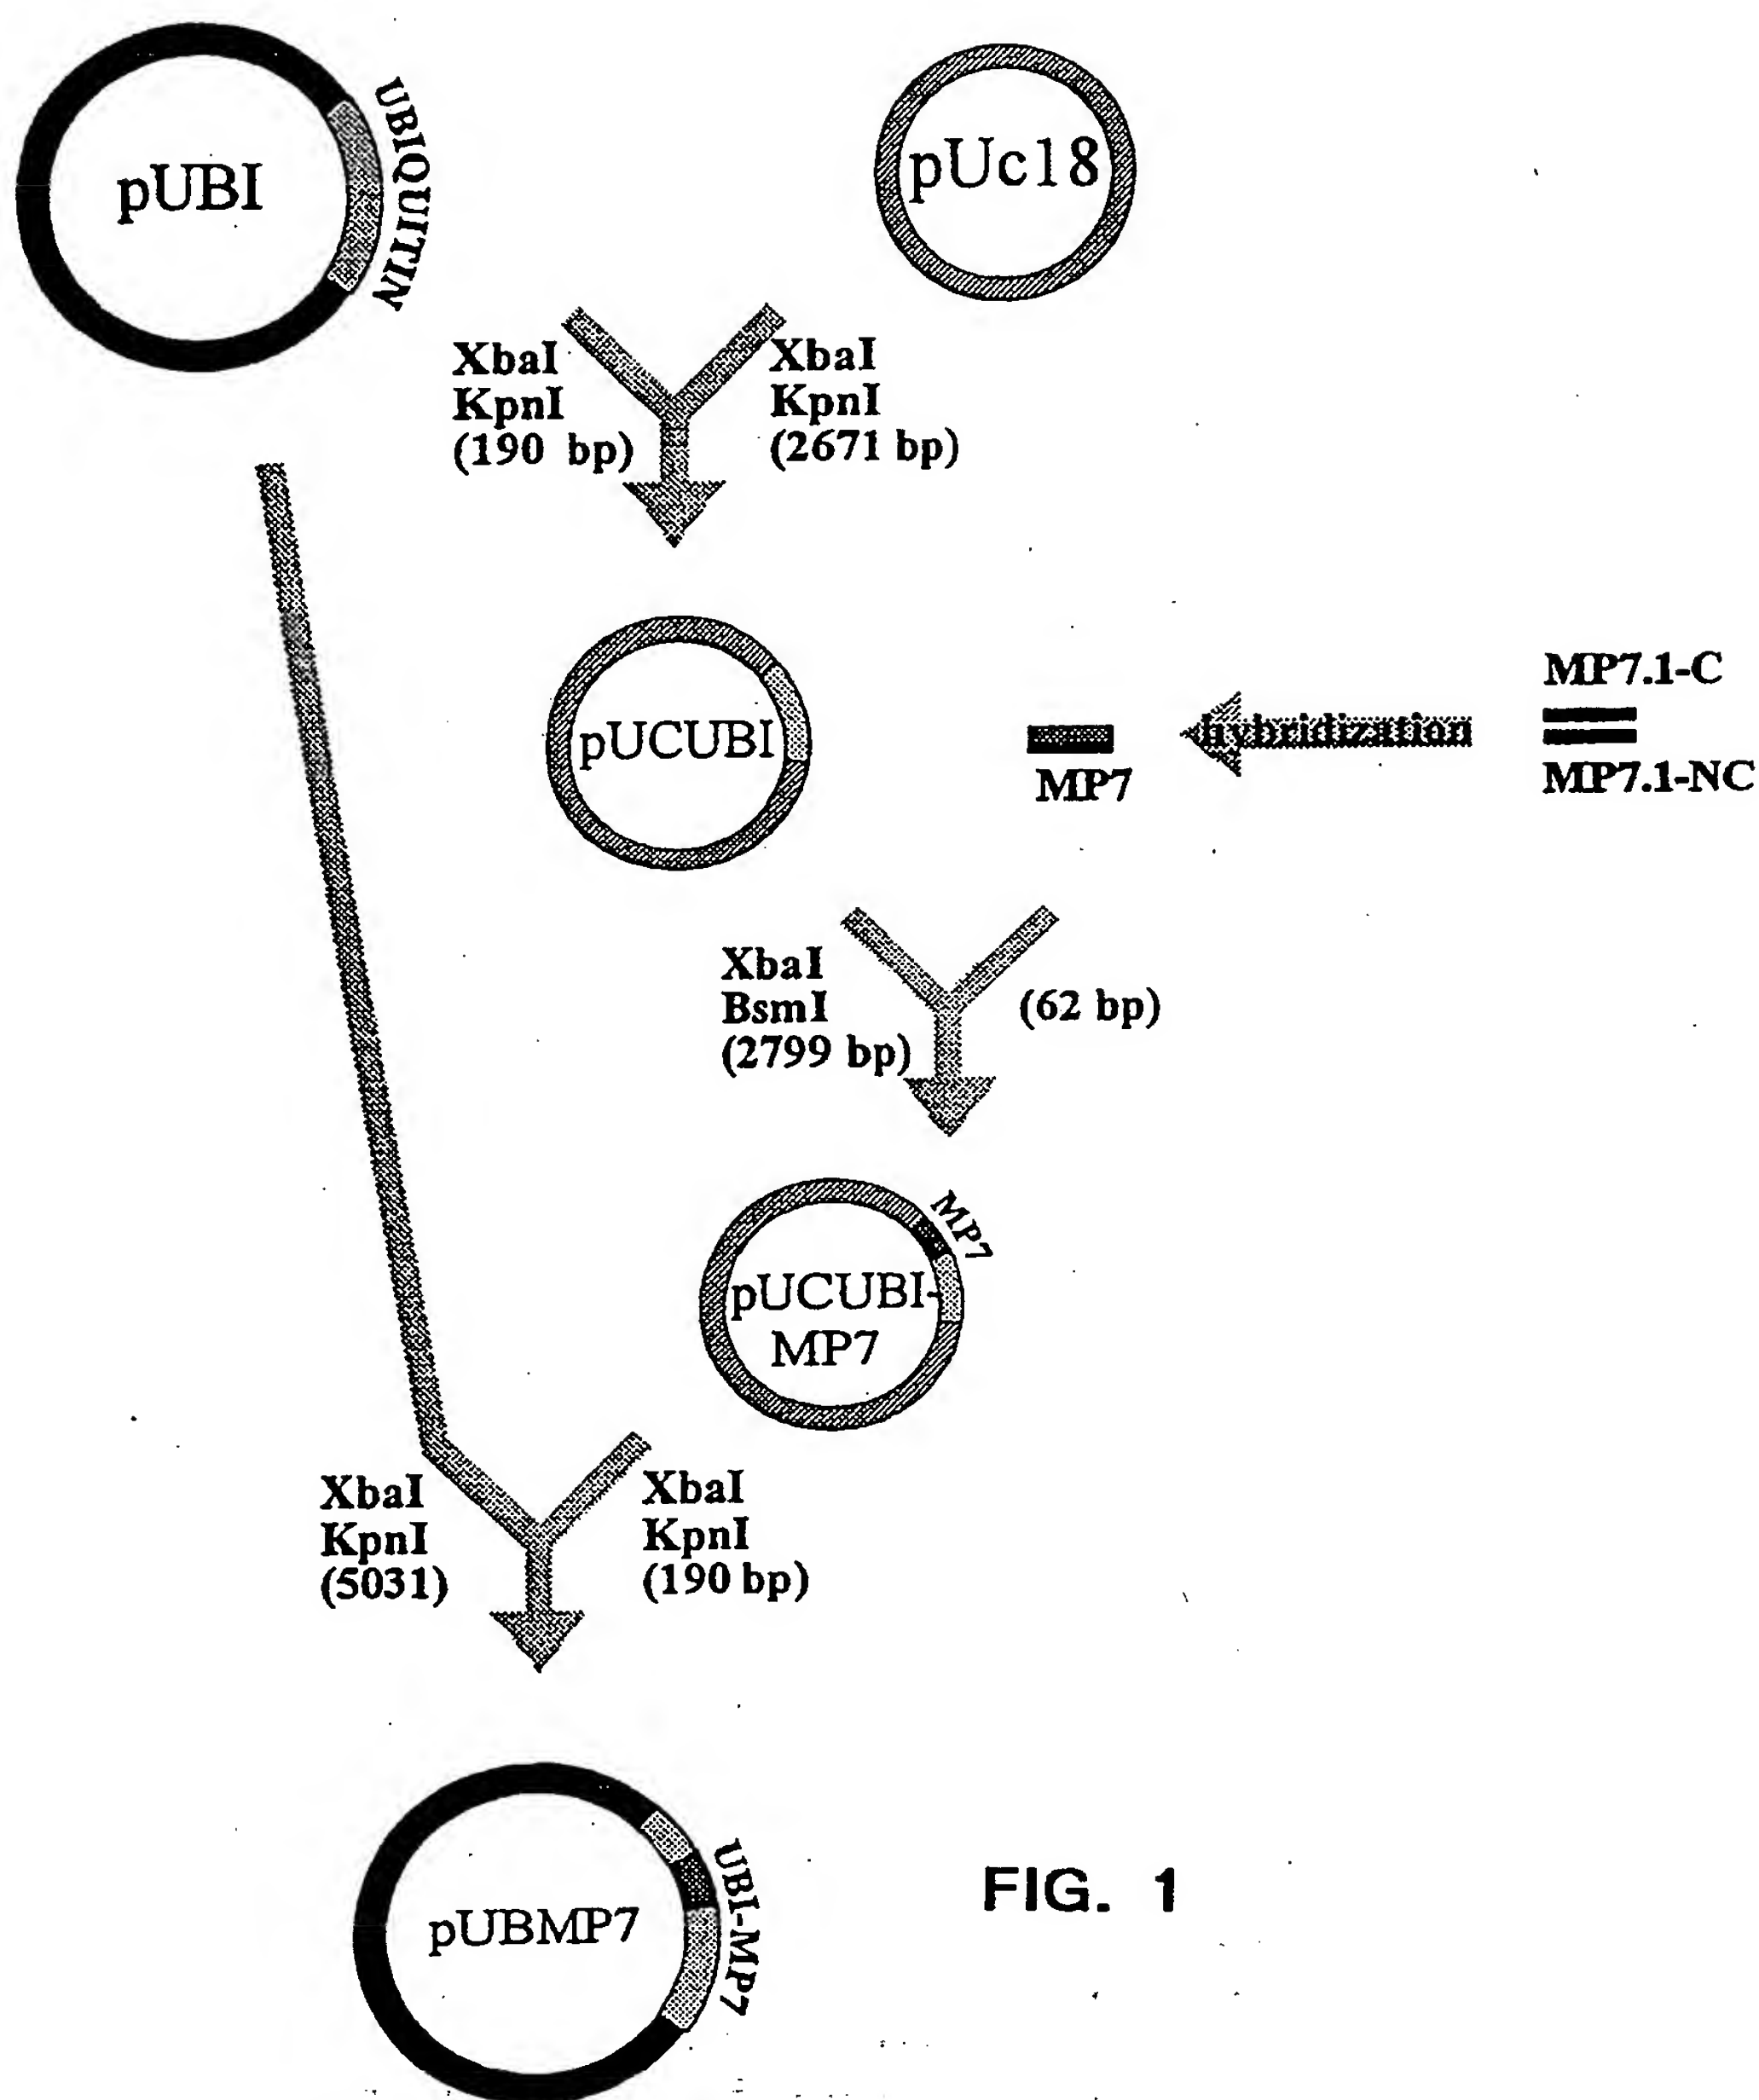 pUBI
UBIQUITIN
pUc18
XbaI
KpnI
(190 bp)
XbaI
KpnI
(2671 bp)
pUCUBI
MP7
hybridization
MP7.1-C
MP7.1-NC
XbaI
BsmI
(2799 bp)
(62 bp)
MP7
pUCUBI-
MP7
XbaI
KpnI
(5031)
XbaI
KpnI
(190 bp)
pUBMP7
UBI-MP7
FIG. 1